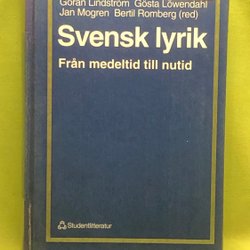 Göran Lindström Gösta Löwendahl
Jan Mogren Bertil Romberg (red)
Svensk lyrik
Från medeltid till nutid
Studentlitteratur